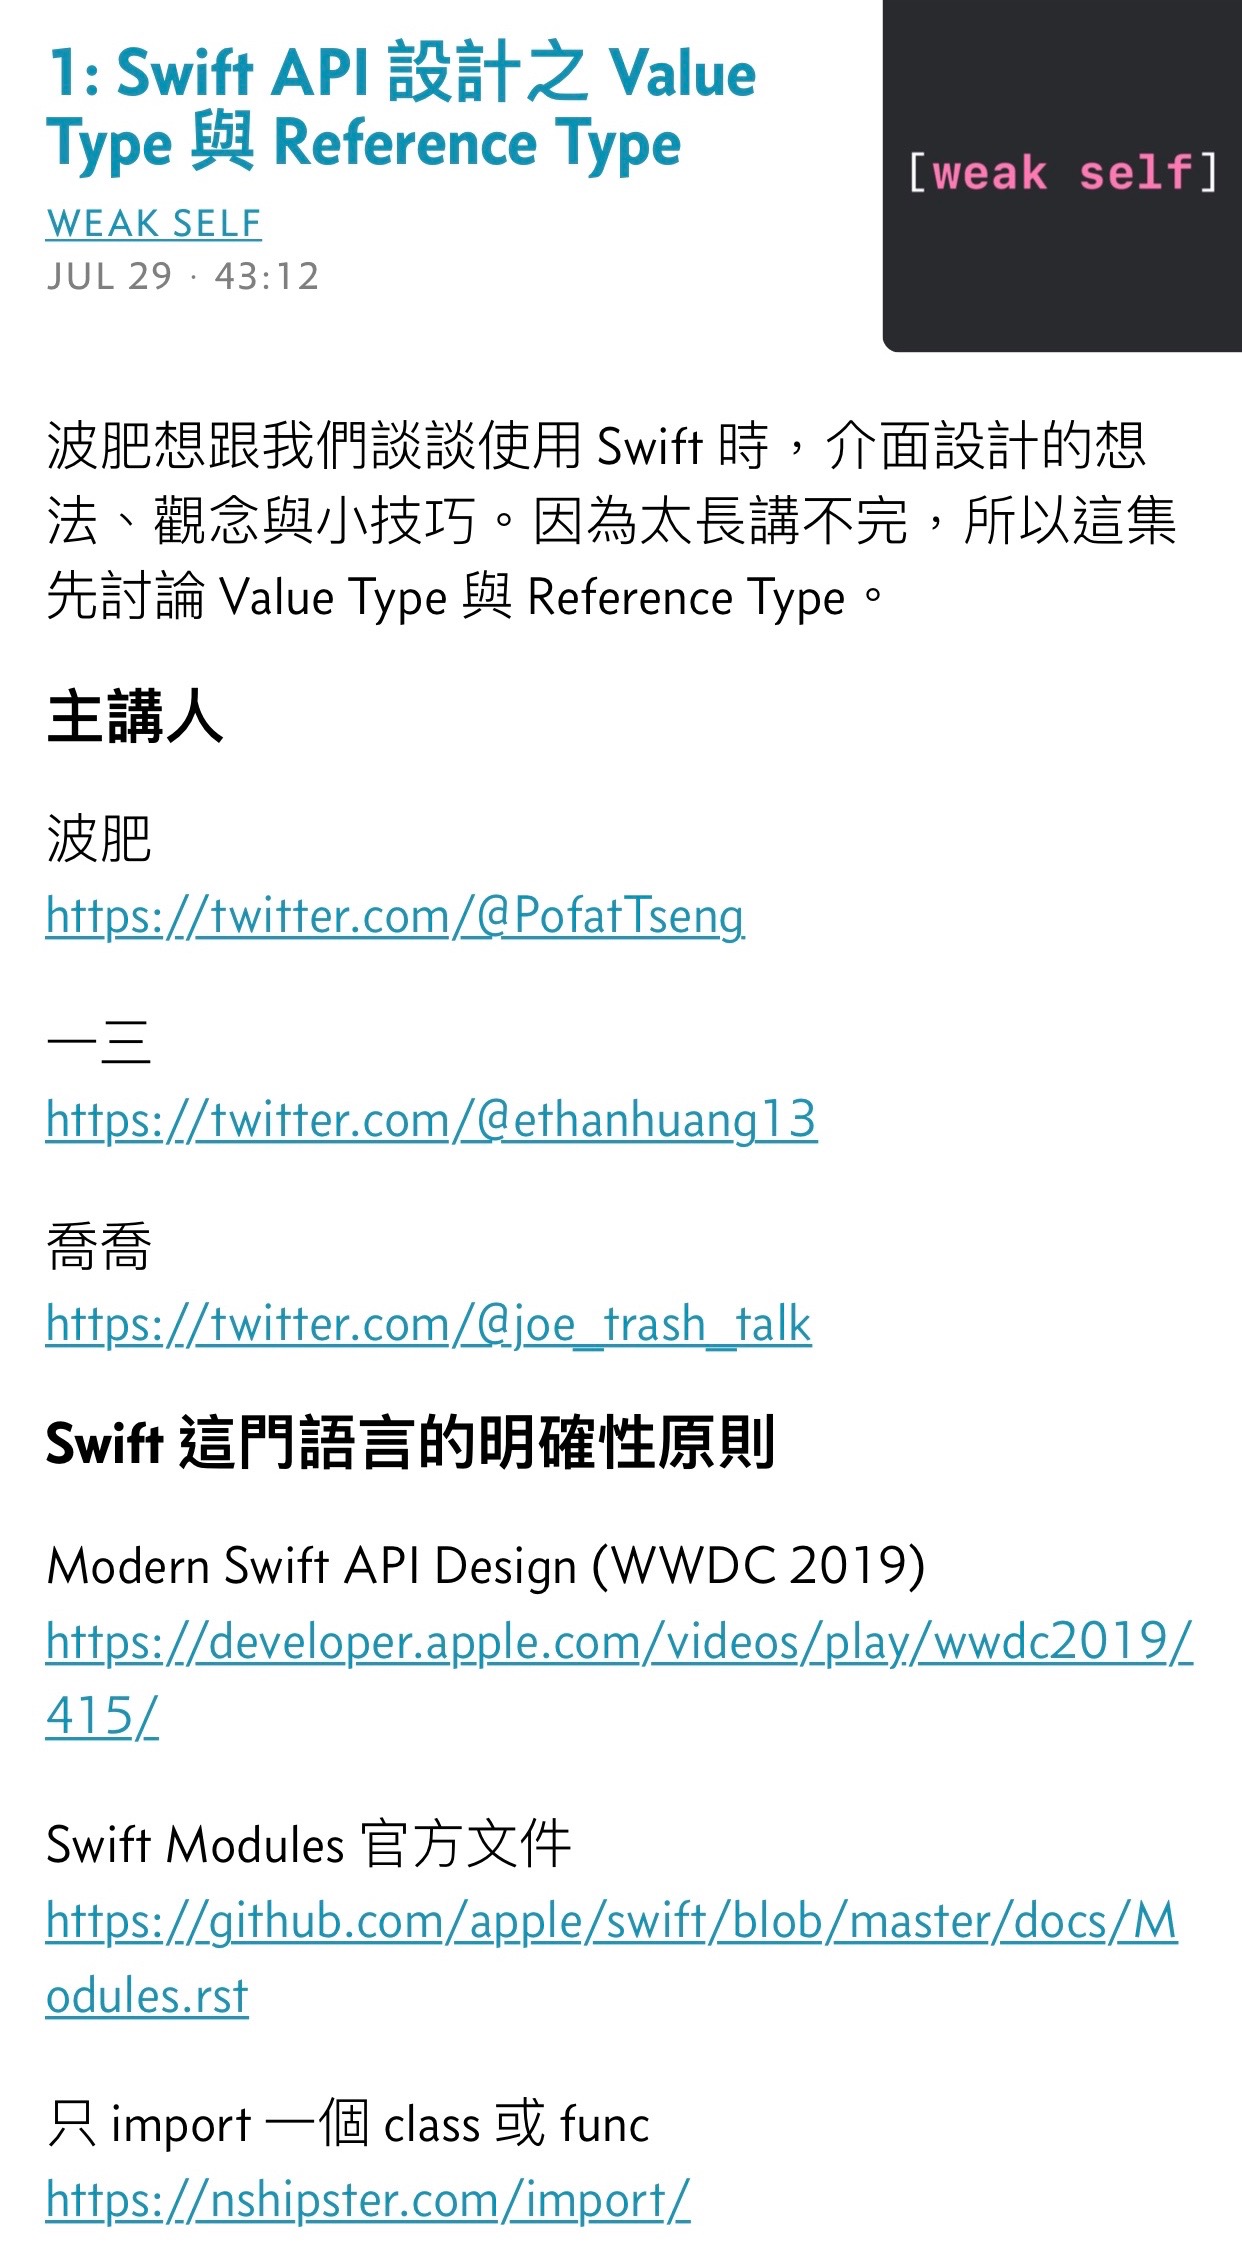 1: Swift API 設計之 Value
Type 與 Reference Type
WEAK SELF
JUL 29 · 43:12
[weak self]
波肥想跟我們談談使用 Swift 時，介面設計的想
法、觀念與小技巧。因為太長講不完，所以這集
先討論 Value Type 與 Reference Type。
主講人
波肥
https://twitter.com/@PofatTseng
一三
https://twitter.com/@ethanhuang13
喬喬
https://twitter.com/@joe_trash_talk
Swift 這門語言的明確性原則
Modern Swift API Design (WWDC 2019)
https://developer.apple.com/videos/play/wwdc2019/
415/
Swift Modules 官方文件
https://github.com/apple/swift/blob/master/docs/M
odules.rst
只 import 一個 class 或 func
https://nshipster.com/import/